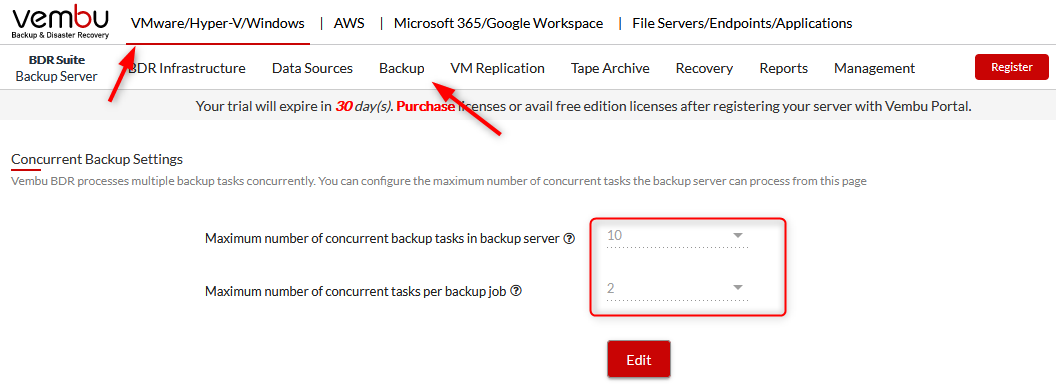 vembu
Backup & Disaster Recovery
VMware/Hyper-V/Windows | AWS | Microsoft 365/Google Workspace | File Servers/Endpoints/Applications
BDR Suite
Backup Server
BDR Infrastructure Data Sources Backup VM Replication Tape Archive Recovery Reports Management Register
Your trial will expire in 30 day(s). Purchase licenses or avail free edition licenses after registering your server with Vembu Portal.
Concurrent Backup Settings
Vembu BDR processes multiple backup tasks concurrently. You can configure the maximum number of concurrent tasks the backup server can process from this page
Maximum number of concurrent backup tasks in backup server ? 10
Maximum number of concurrent tasks per backup job ? 2
Edit